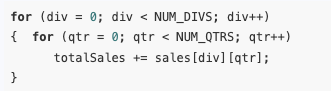 for (div = 0; div < NUM_DIVS; div++)
{  for (qtr = 0; qtr < NUM_QTRS; qtr++)
      totalSales += sales[div][qtr];
}